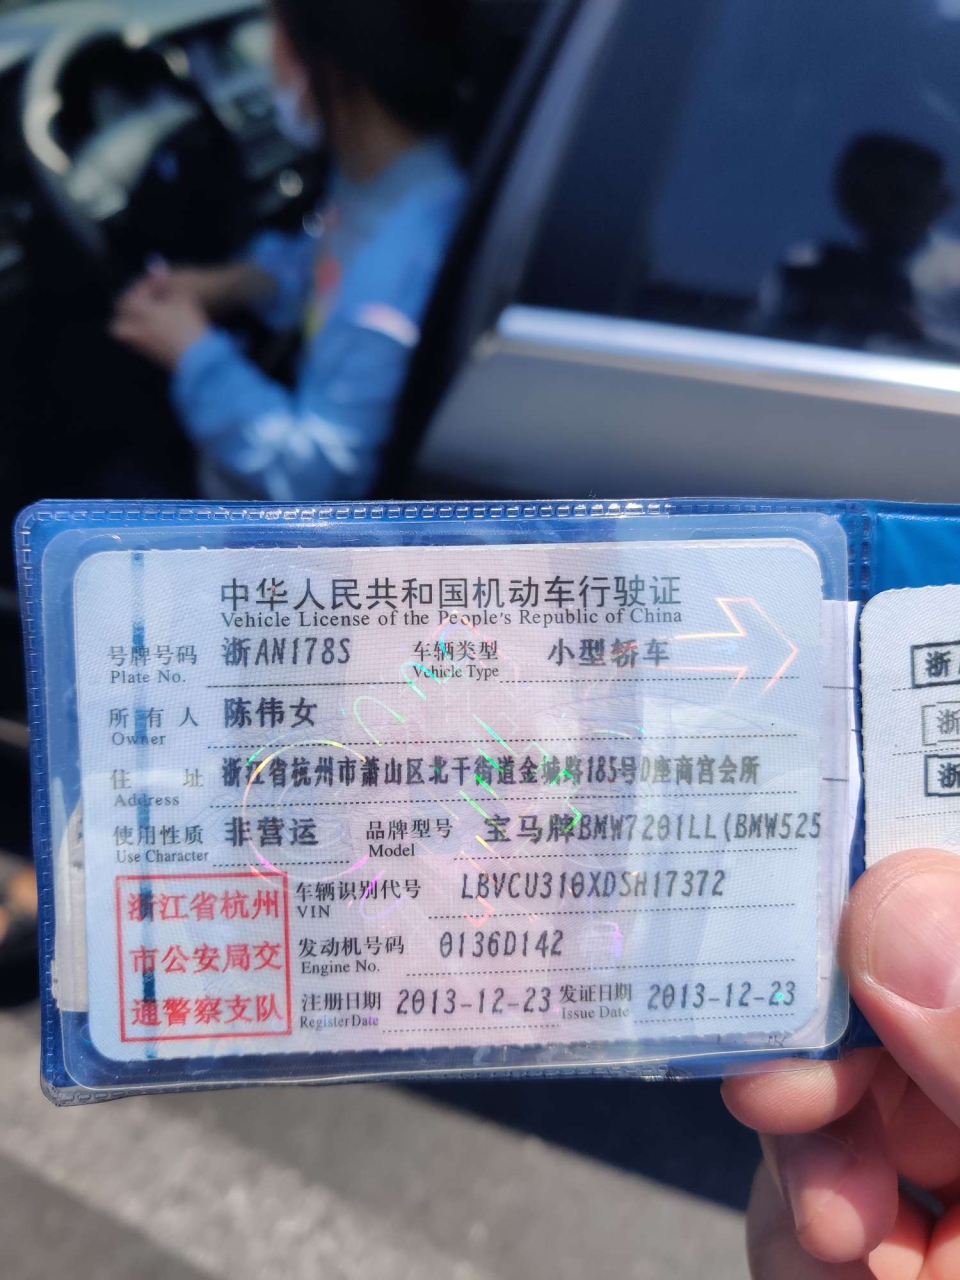 中华人民共和国机动车行驶证
Vehicle License of the People's Republic of China
号牌号码 浙AN178S 车辆类型 小型轿车
Plate No. Vehicle Type
所有人 陈伟女
Owner
住址 浙江省杭州市萧山区北干街道金城路185号D座商宫会所
Address
使用性质 非营运 品牌型号 宝马牌BMW7201LL(BMW525
Use Character Model
浙江省杭州
市公安局交
通警察支队
车辆识别代号 LBVCU310XDSH17372
VIN
发动机号码 0136D142
Engine No.
注册日期 2013-12-23 发证日期 2013-12-23
Register Date Issue Date
浙
浙
浙